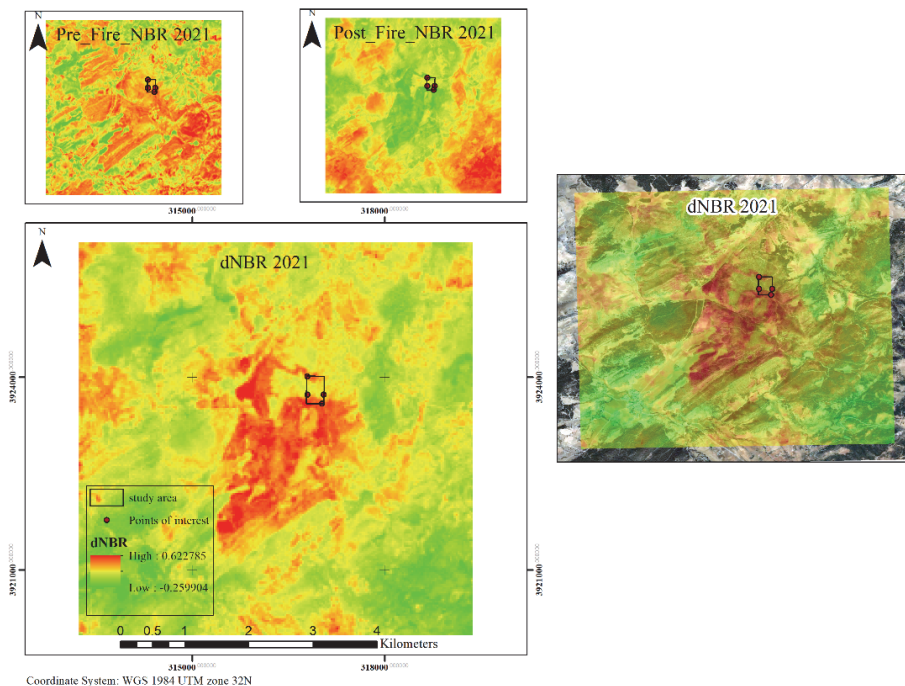 N
Pre_Fire_NBR 2021
N
Post_Fire_NBR 2021
315000
318000
N
dNBR 2021
dNBR 2021
3924000
3924000
study area
Points of interest
dNBR
High : 0.622785
Low : -0.259904
3921000
3921000
0 0.5 1 2 3 4
Kilometers
315000
318000
Coordinate System: WGS 1984 UTM zone 32N